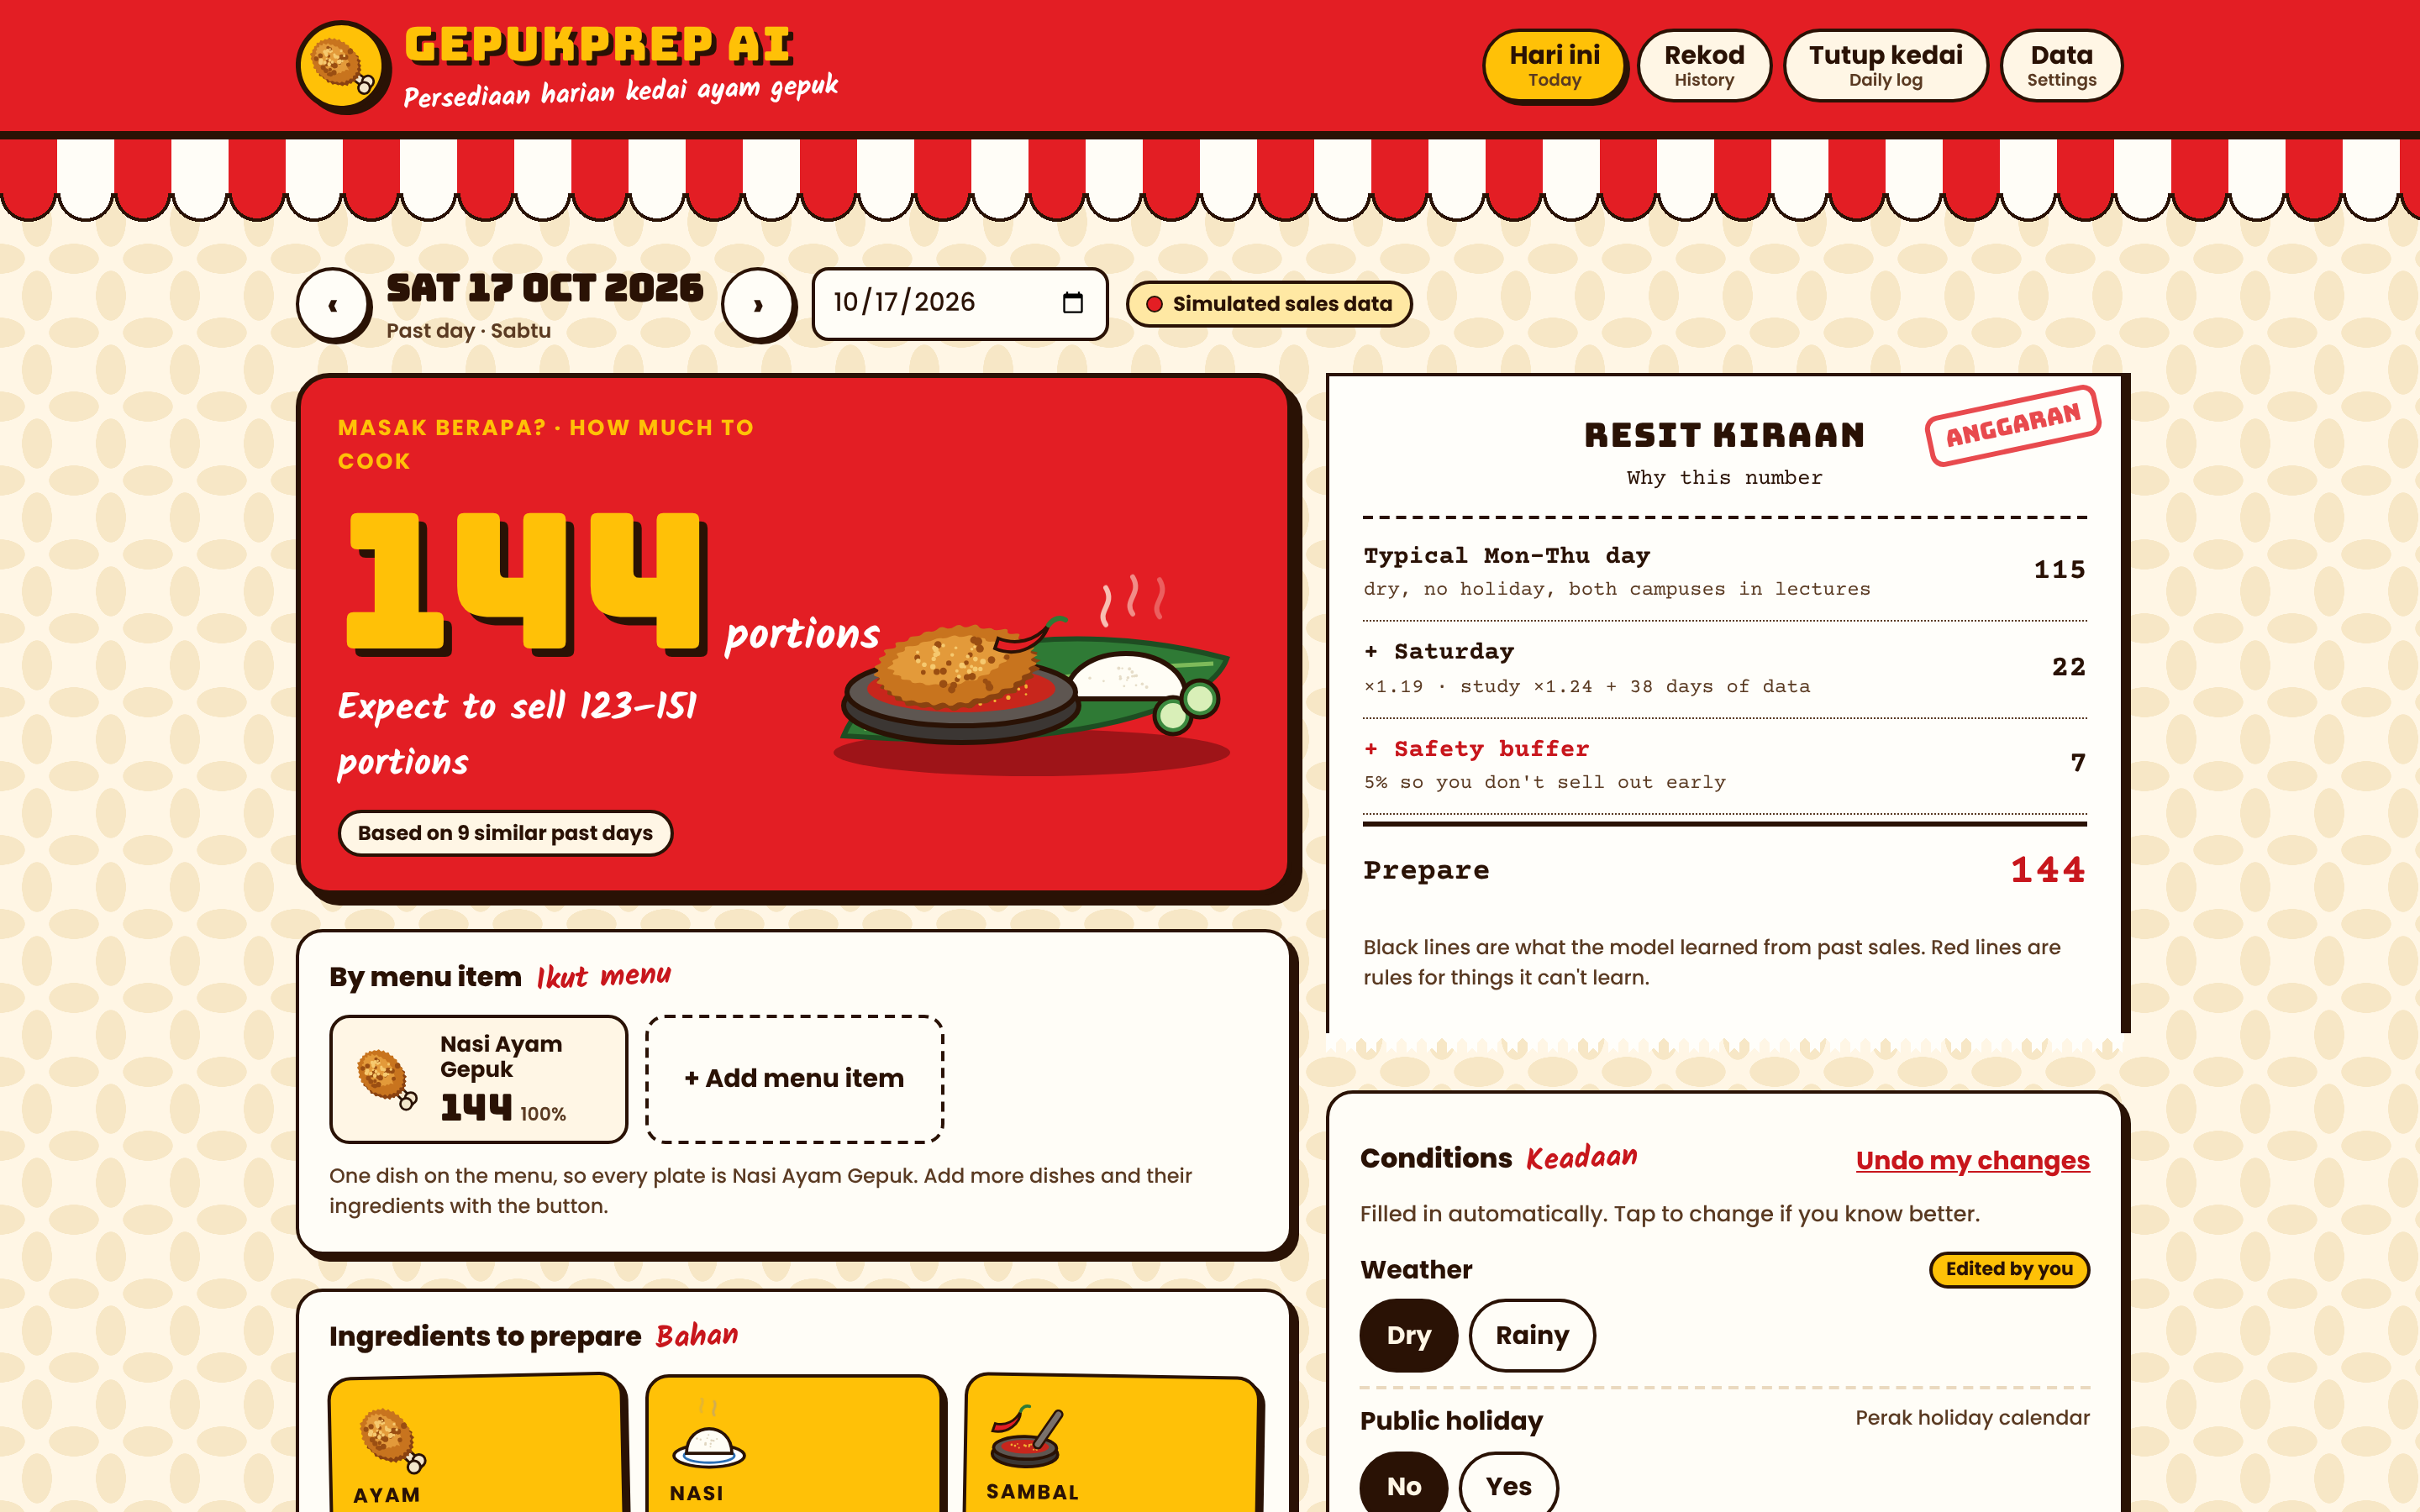 GEPUKPREP AI
Persediaan harian kedai ayam gepuk
Hari ini
Today
Rekod
History
Tutup kedai
Daily log
Data
Settings
‹
SAT 17 OCT 2026
Past day · Sabtu
›
10/17/2026
Simulated sales data
MASAK BERAPA? · HOW MUCH TO
COOK
144 portions
Expect to sell 123–151
portions
Based on 9 similar past days
RESIT KIRAAN
ANGGARAN
Why this number
Typical Mon-Thu day
115
dry, no holiday, both campuses in lectures
+ Saturday
22
×1.19 · study ×1.24 + 38 days of data
+ Safety buffer
7
5% so you don't sell out early
Prepare
144
Black lines are what the model learned from past sales. Red lines are
rules for things it can't learn.
By menu item Ikut menu
Nasi Ayam
Gepuk
144 100%
+ Add menu item
One dish on the menu, so every plate is Nasi Ayam Gepuk. Add more dishes and their
ingredients with the button.
Ingredients to prepare Bahan
AYAM
NASI
SAMBAL
Conditions Keadaan
Undo my changes
Filled in automatically. Tap to change if you know better.
Weather
Edited by you
Dry
Rainy
Public holiday
Perak holiday calendar
No
Yes